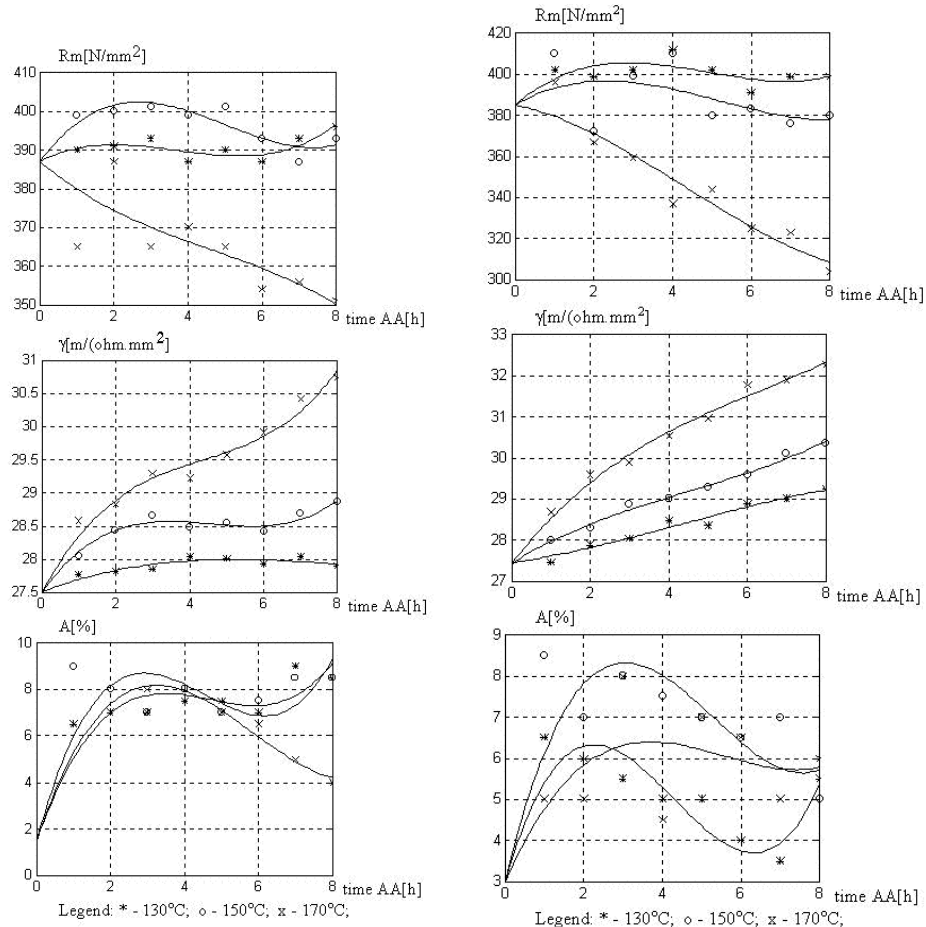 Rm[N/mm²]
410
400
390
380
370
360
350
0 2 4 6 8
time AA[h]
γ[m/(ohm.mm²]
31
30.5
30
29.5
29
28.5
28
27.5
0 2 4 6 8
time AA[h]
A[%]
10
8
6
4
2
0
0 2 4 6 8
time AA[h]
Legend: * - 130°C; o - 150°C; x - 170°C;
Rm[N/mm²]
420
400
380
360
340
320
300
0 2 4 6 8
time AA[h]
γ[m/(ohm.mm²]
33
32
31
30
29
28
27
0 2 4 6 8
time AA[h]
A[%]
9
8
7
6
5
4
3
0 2 4 6 8
time AA[h]
Legend: * - 130°C; o - 150°C; x - 170°C;